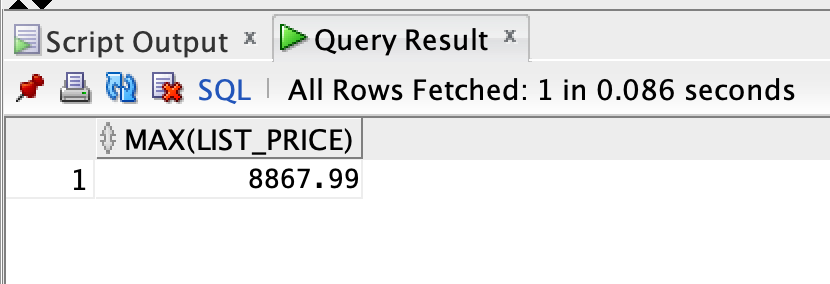 Script Output x Query Result x
SQL All Rows Fetched: 1 in 0.086 seconds
MAX(LIST_PRICE)
1 8867.99